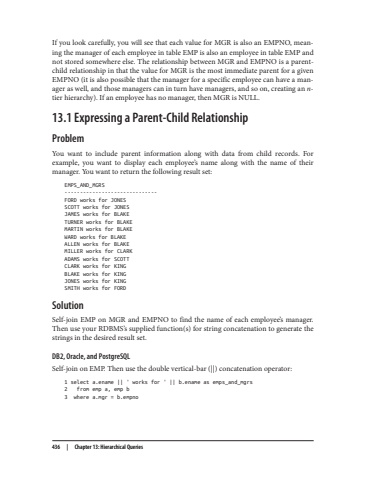 If you look carefully, you will see that each value for MGR is also an EMPNO, mean-
ing the manager of each employee in table EMP is also an employee in table EMP and
not stored somewhere else. The relationship between MGR and EMPNO is a parent-
child relationship in that the value for MGR is the most immediate parent for a given
EMPNO (it is also possible that the manager for a specific employee can have a man-
ager as well, and those managers can in turn have managers, and so on, creating an n-
tier hierarchy). If an employee has no manager, then MGR is NULL.
13.1 Expressing a Parent-Child Relationship
Problem
You want to include parent information along with data from child records. For
example, you want to display each employee's name along with the name of their
manager. You want to return the following result set:
EMPS_AND_MGRS
------------------------------
FORD works for JONES
SCOTT works for JONES
JAMES works for BLAKE
TURNER works for BLAKE
MARTIN works for BLAKE
WARD works for BLAKE
ALLEN works for BLAKE
MILLER works for CLARK
ADAMS works for SCOTT
CLARK works for KING
BLAKE works for KING
JONES works for KING
SMITH works for FORD
Solution
Self-join EMP on MGR and EMPNO to find the name of each employee's manager.
Then use your RDBMS's supplied function(s) for string concatenation to generate the
strings in the desired result set.
DB2, Oracle, and PostgreSQL
Self-join on EMP. Then use the double vertical-bar (||) concatenation operator:
1 select a.ename || ' works for ' || b.ename as emps_and_mgrs
2 from emp a, emp b
3 where a.mgr = b.empno
436 | Chapter 13: Hierarchical Queries